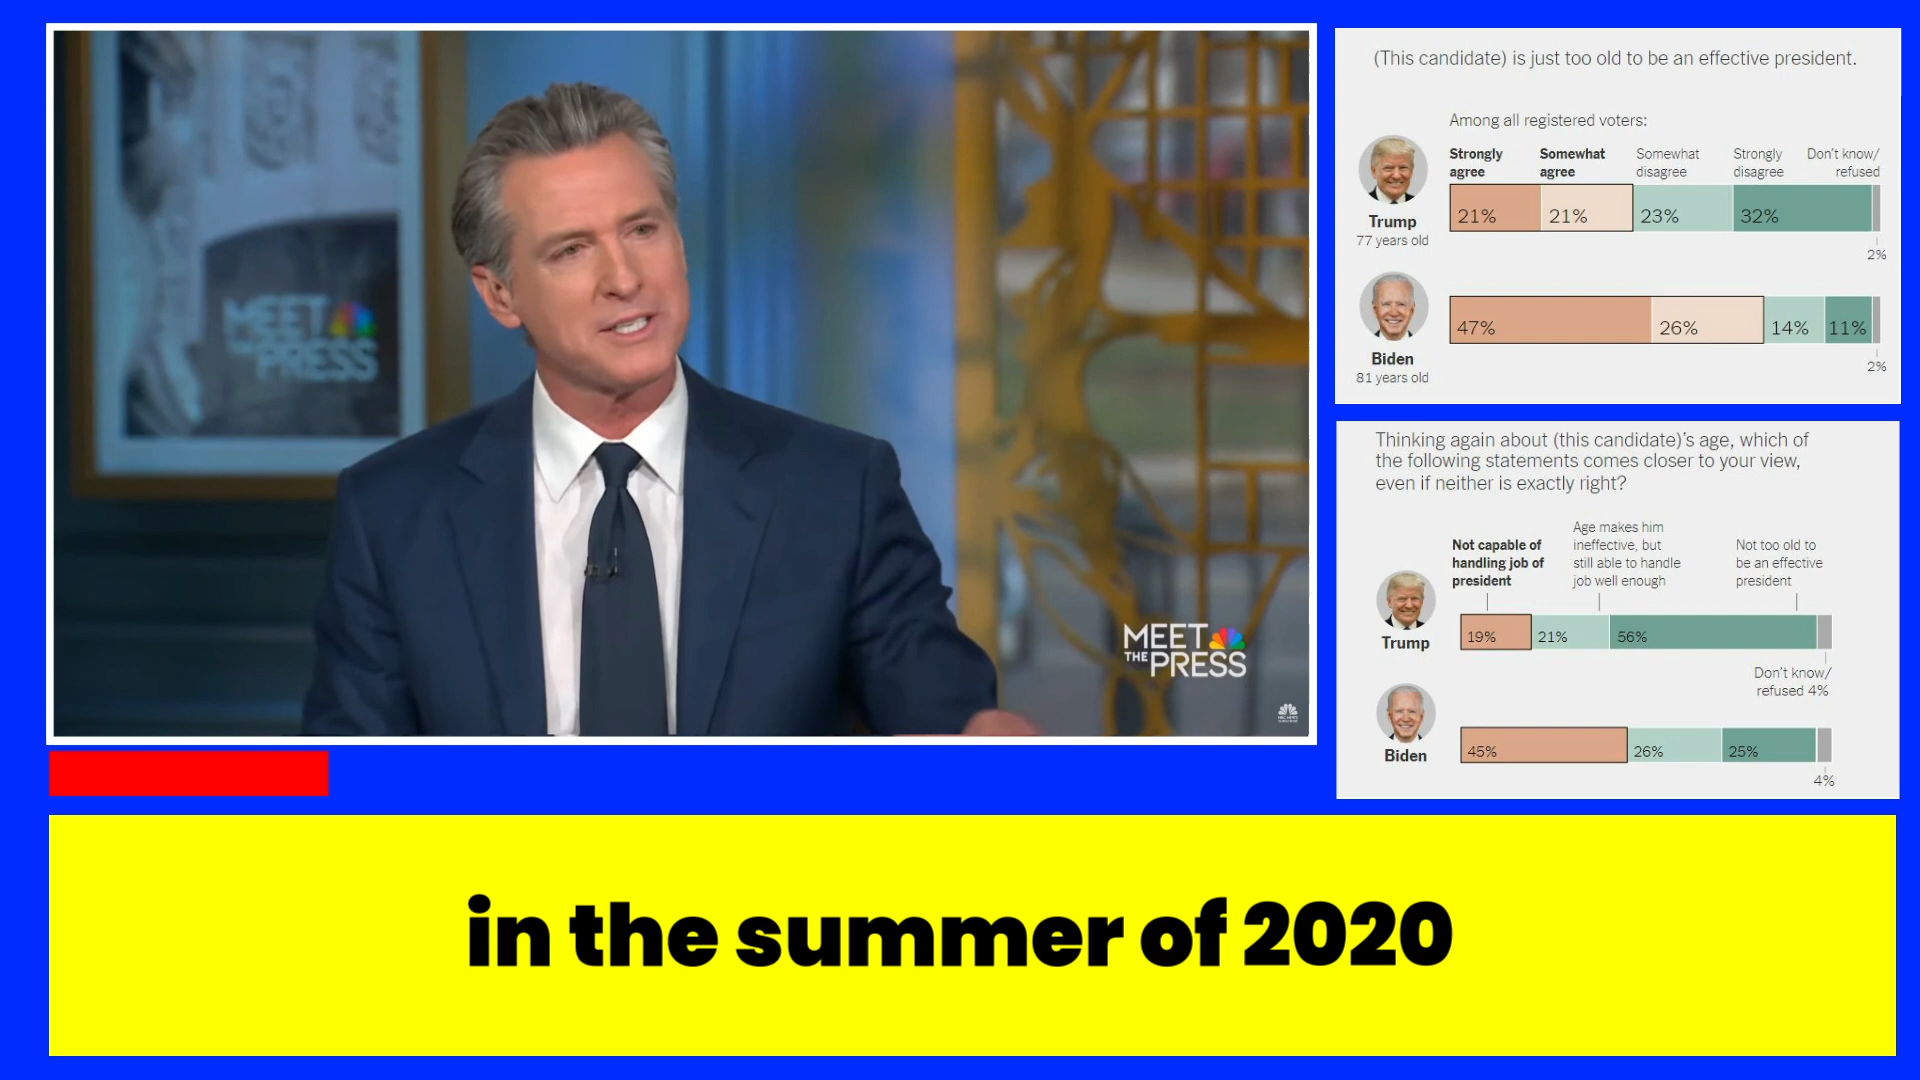 MEET
THE PRESS
MEET
THE PRESS
(This candidate) is just too old to be an effective president.
Among all registered voters:
Strongly agree
Somewhat agree
Somewhat disagree
Strongly disagree
Don't know/ refused
Trump
77 years old
21%
21%
23%
32%
2%
Biden
81 years old
47%
26%
14%
11%
2%
Thinking again about (this candidate)'s age, which of
the following statements comes closer to your view,
even if neither is exactly right?
Not capable of handling job of president
Age makes him ineffective, but still able to handle job well enough
Not too old to be an effective president
Trump
19%
21%
56%
Don't know/
refused 4%
Biden
45%
26%
25%
4%
in the summer of 2020